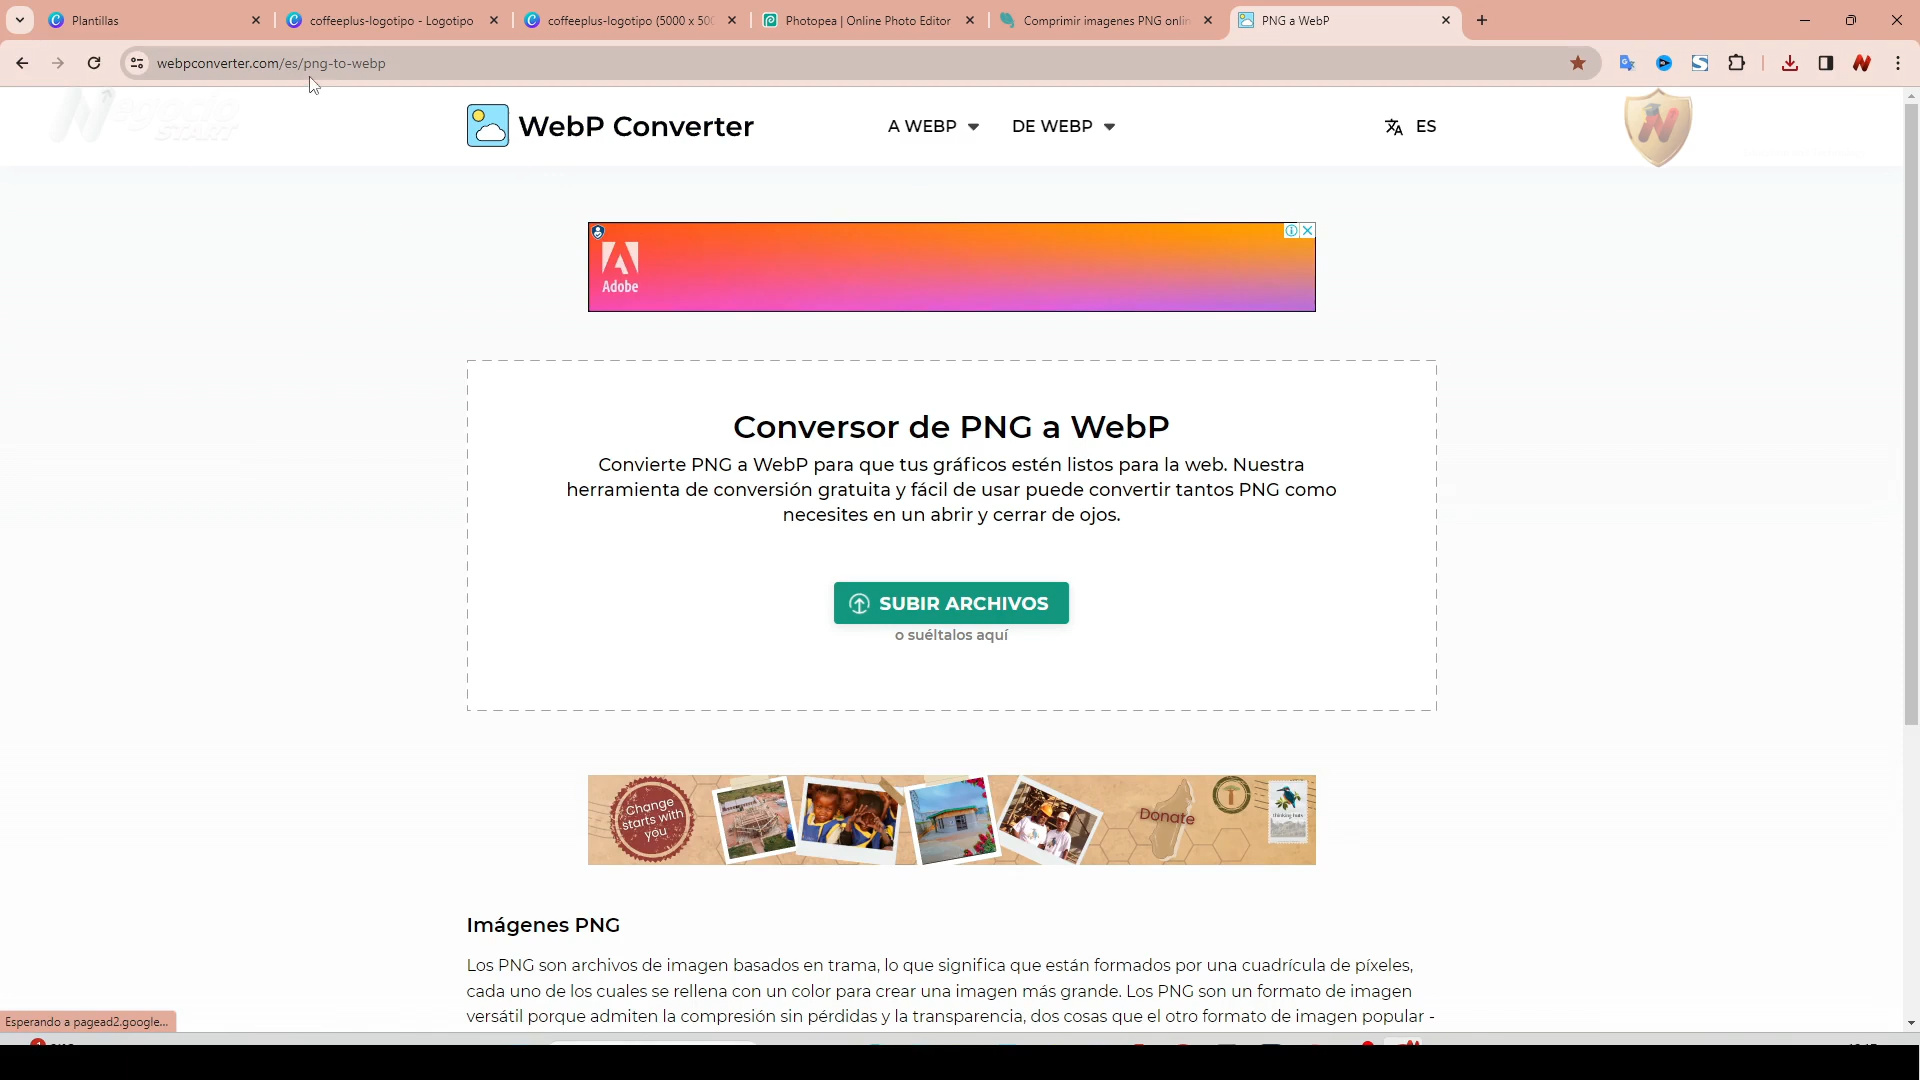 Plantillas
coffeeplus-logotipo - Logotipo
coffeeplus-logotipo (5000 x 500
Photopea | Online Photo Editor
Comprimir imagenes PNG onlin
PNG a WebP
webpconverter.com/es/png-to-webp
Negocio
START
WebP Converter
A WEBP
DE WEBP
ES
Adobe
Conversor de PNG a WebP
Convierte PNG a WebP para que tus gráficos estén listos para la web. Nuestra
herramienta de conversión gratuita y fácil de usar puede convertir tantos PNG como
necesites en un abrir y cerrar de ojos.
SUBIR ARCHIVOS
o suéltalos aquí
Change
starts with
you
Donate
thinking huts
Imágenes PNG
Los PNG son archivos de imagen basados en trama, lo que significa que están formados por una cuadrícula de píxeles,
cada uno de los cuales se rellena con un color para crear una imagen más grande. Los PNG son un formato de imagen
versátil porque admiten la compresión sin pérdidas y la transparencia, dos cosas que el otro formato de imagen popular -
Esperando a pagead2.google...